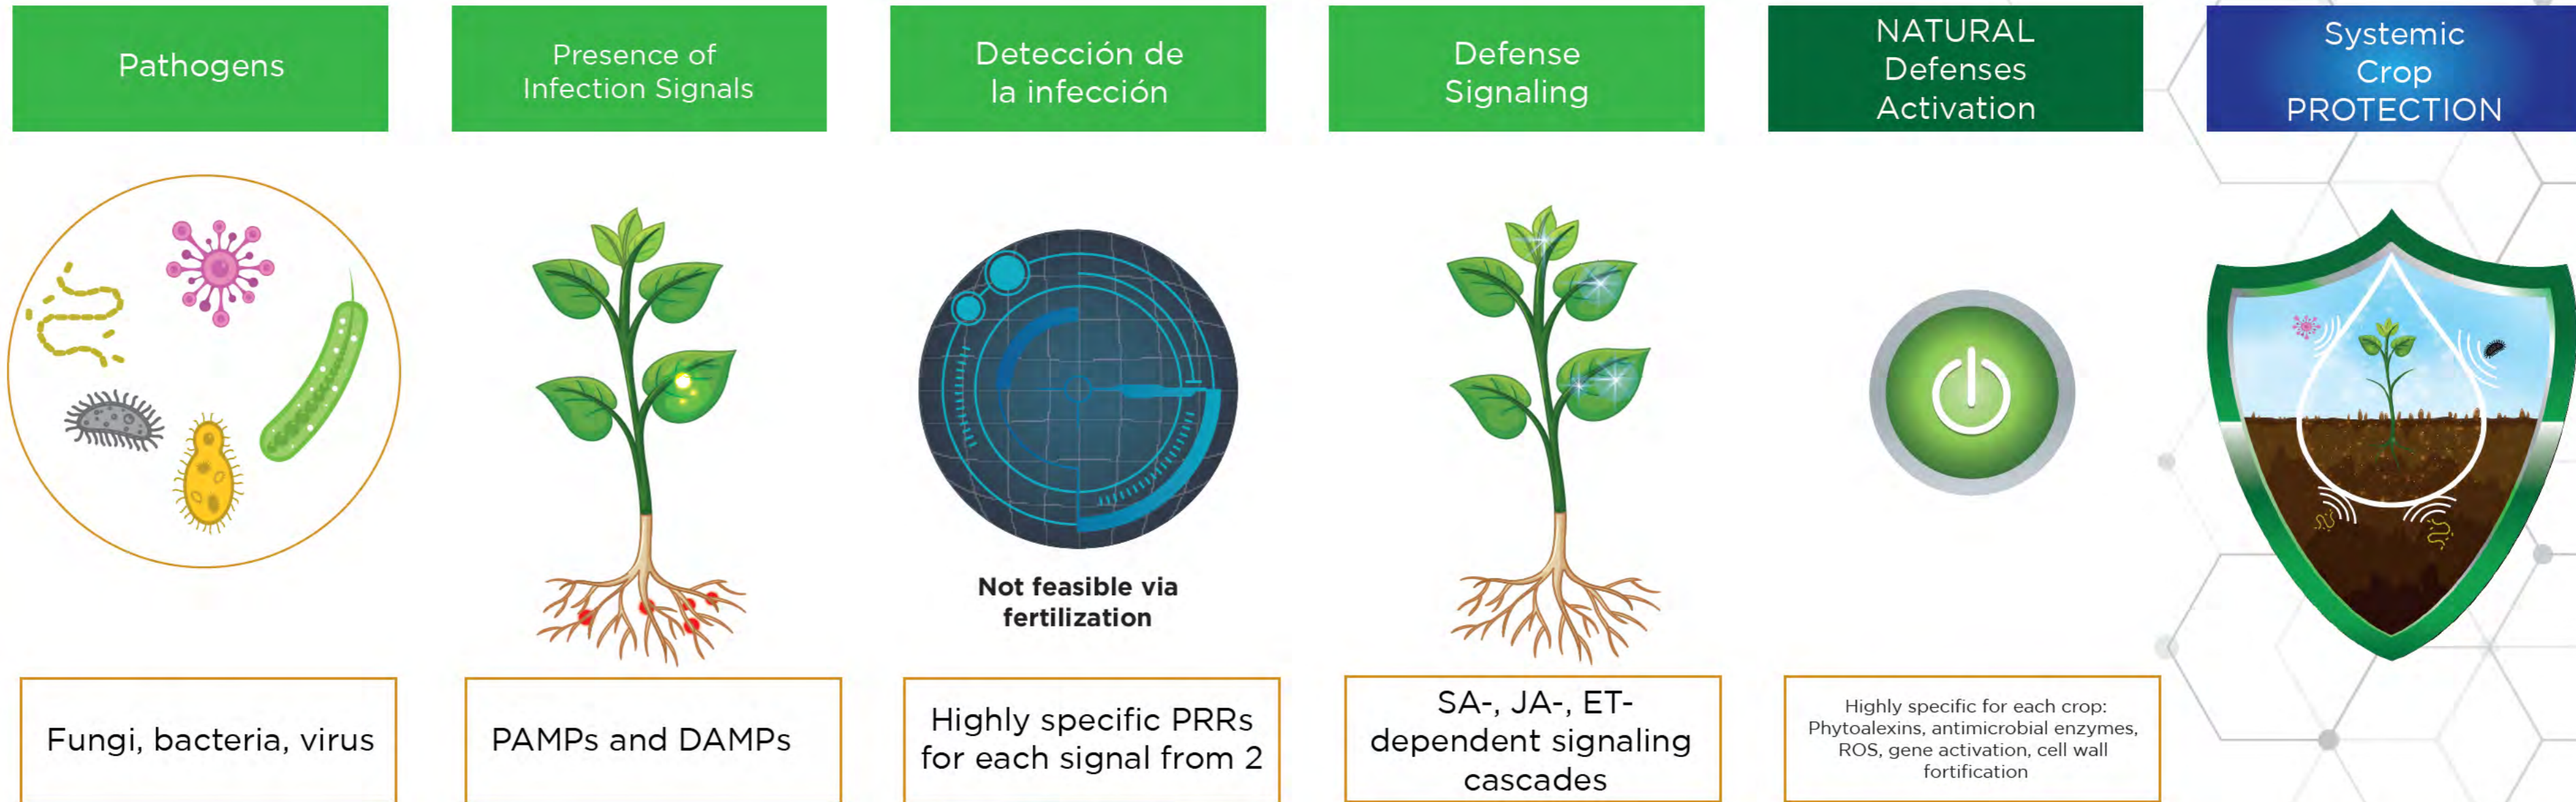 Pathogens
Presence of
Infection Signals
Detección de
la infección
Defense
Signaling
NATURAL
Defenses
Activation
Systemic
Crop
PROTECTION
Not feasible via
fertilization
Fungi, bacteria, virus
PAMPs and DAMPs
Highly specific PRRs
for each signal from 2
SA-, JA-, ET-
dependent signaling
cascades
Highly specific for each crop:
Phytoalexins, antimicrobial enzymes,
ROS, gene activation, cell wall
fortification